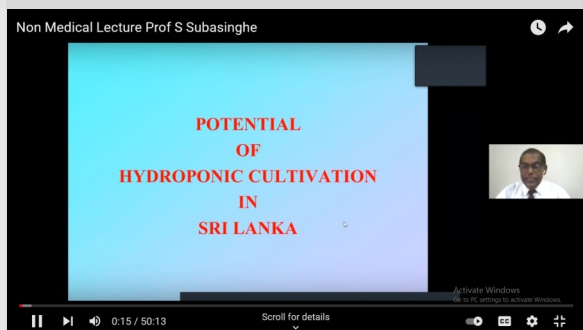 Non Medical Lecture Prof S Subasinghe
POTENTIAL
OF
HYDROPONIC CULTIVATION
IN
SRI LANKA
Activate Windows
Go to PC settings to activate Windows.
0:15 / 50:13
Scroll for details
CC